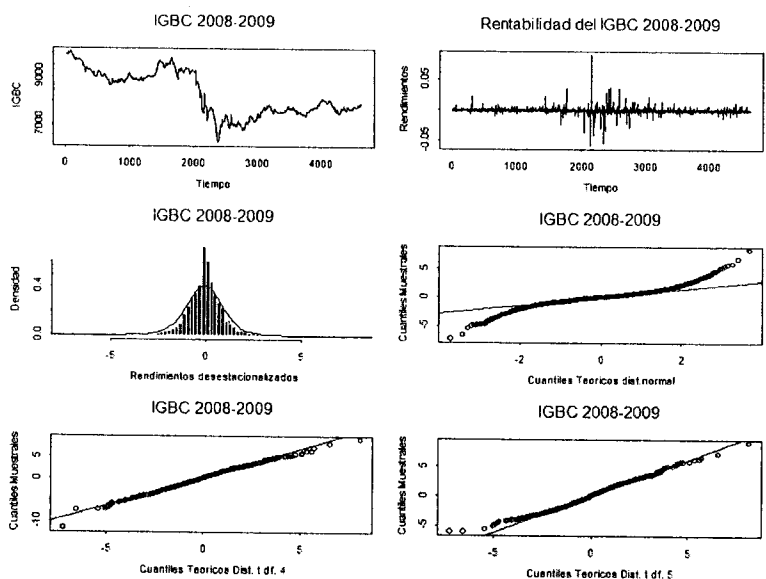 IGBC 2008-2009
IGBC
9000
7000
0 1000 2000 3000 4000
Tiempo
Rentabilidad del IGBC 2008-2009
Rendimientos
0.05
-0.05
0 1000 2000 3000 4000
Tiempo
IGBC 2008-2009
Densidad
0.4
0.0
-5 0 5
Rendimientos desestacionalizados
IGBC 2008-2009
Cuantiles Muestrales
5
0
-5
-2 0 2
Cuantiles Teoricos dist.normal
IGBC 2008-2009
Cuantiles Muestrales
5
0
-10
-5 0 5
Cuantiles Teoricos Dist. t df. 4
IGBC 2008-2009
Cuantiles Muestrales
5
0
-5
-5 0 5
Cuantiles Teoricos Dist. t df. 5